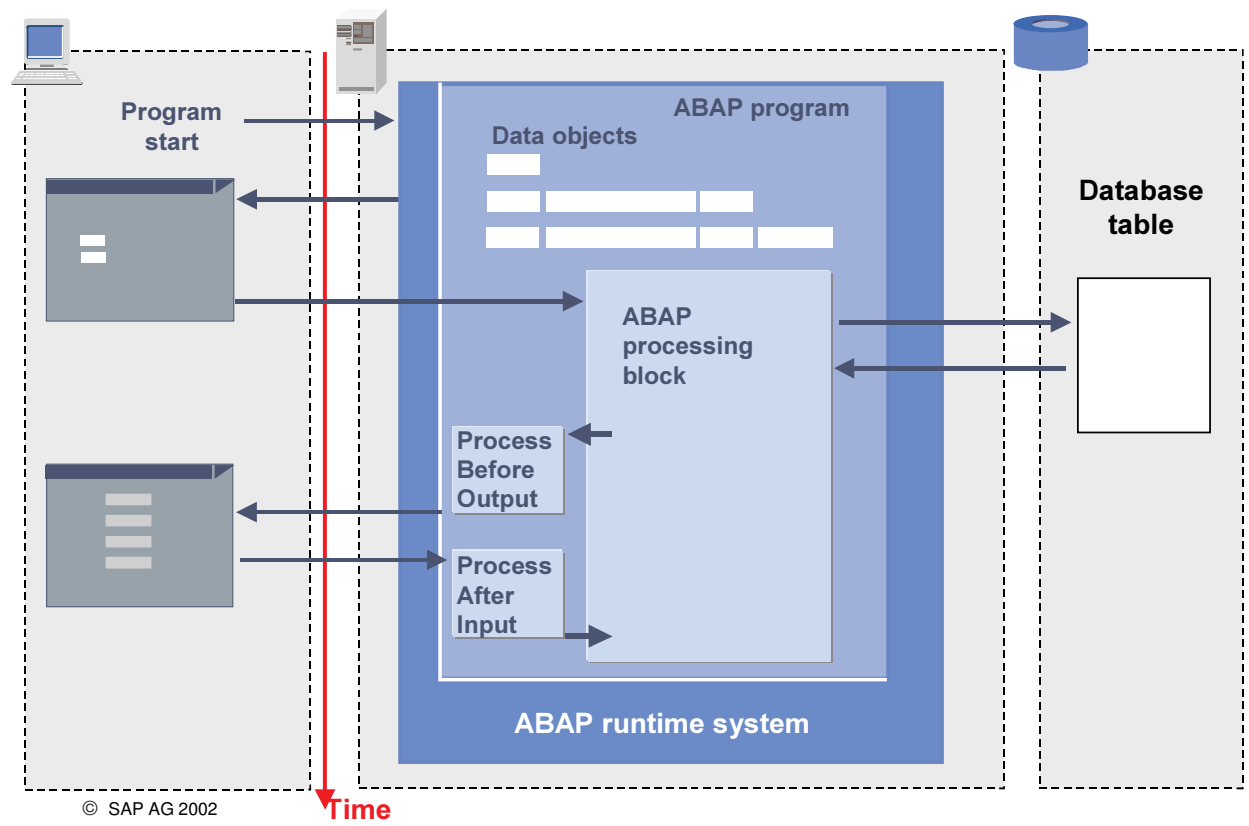 Program
start
ABAP program
Data objects
Database
table
ABAP
processing
block
Process
Before
Output
Process
After
Input
ABAP runtime system
© SAP AG 2002
Time